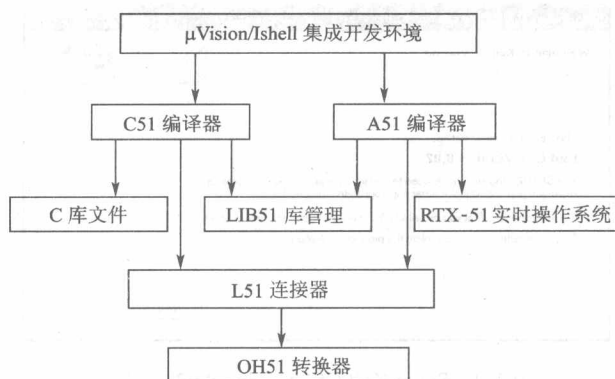 μVision/Ishell 集成开发环境
C51 编译器
A51 编译器
C 库文件
LIB51 库管理
RTX-51 实时操作系统
L51 连接器
OH51 转换器